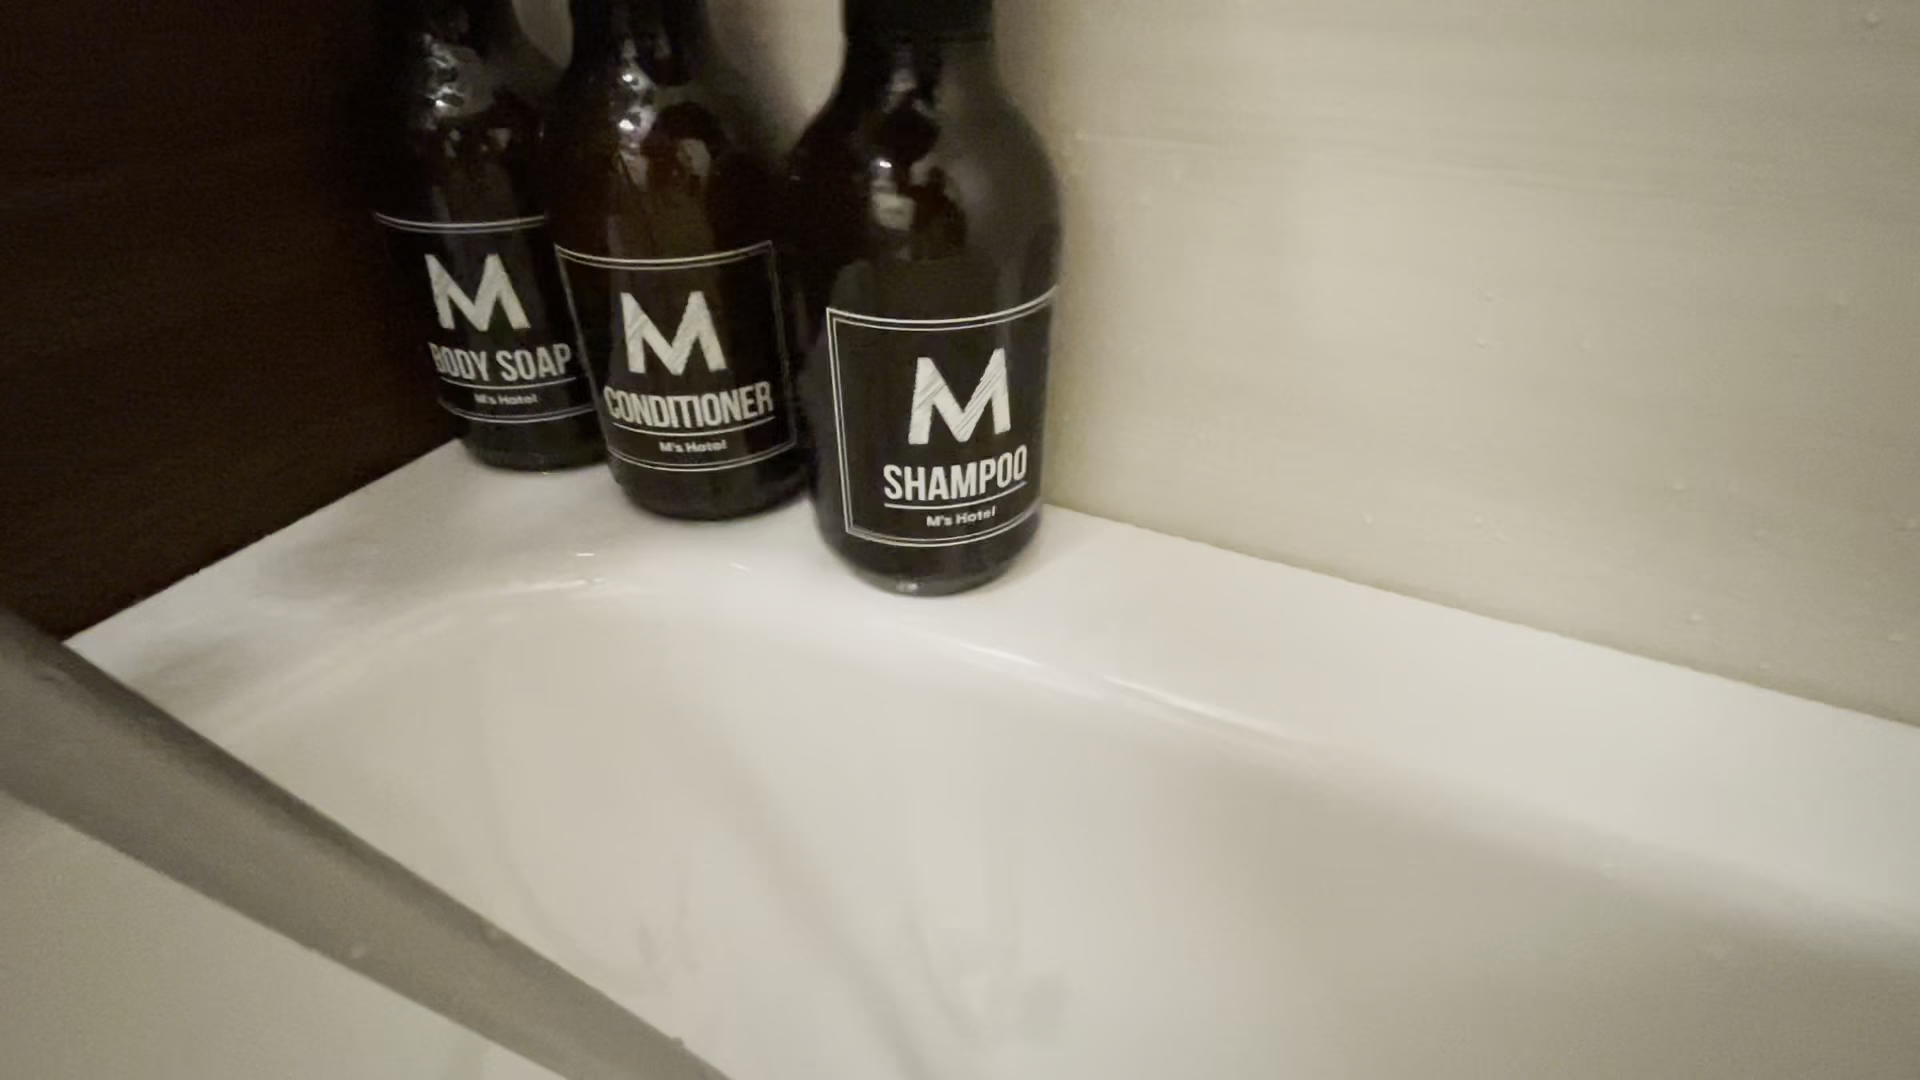 M
BODY SOAP
M's Hotel
M
CONDITIONER
M's Hotel
M
SHAMPOO
M's Hotel